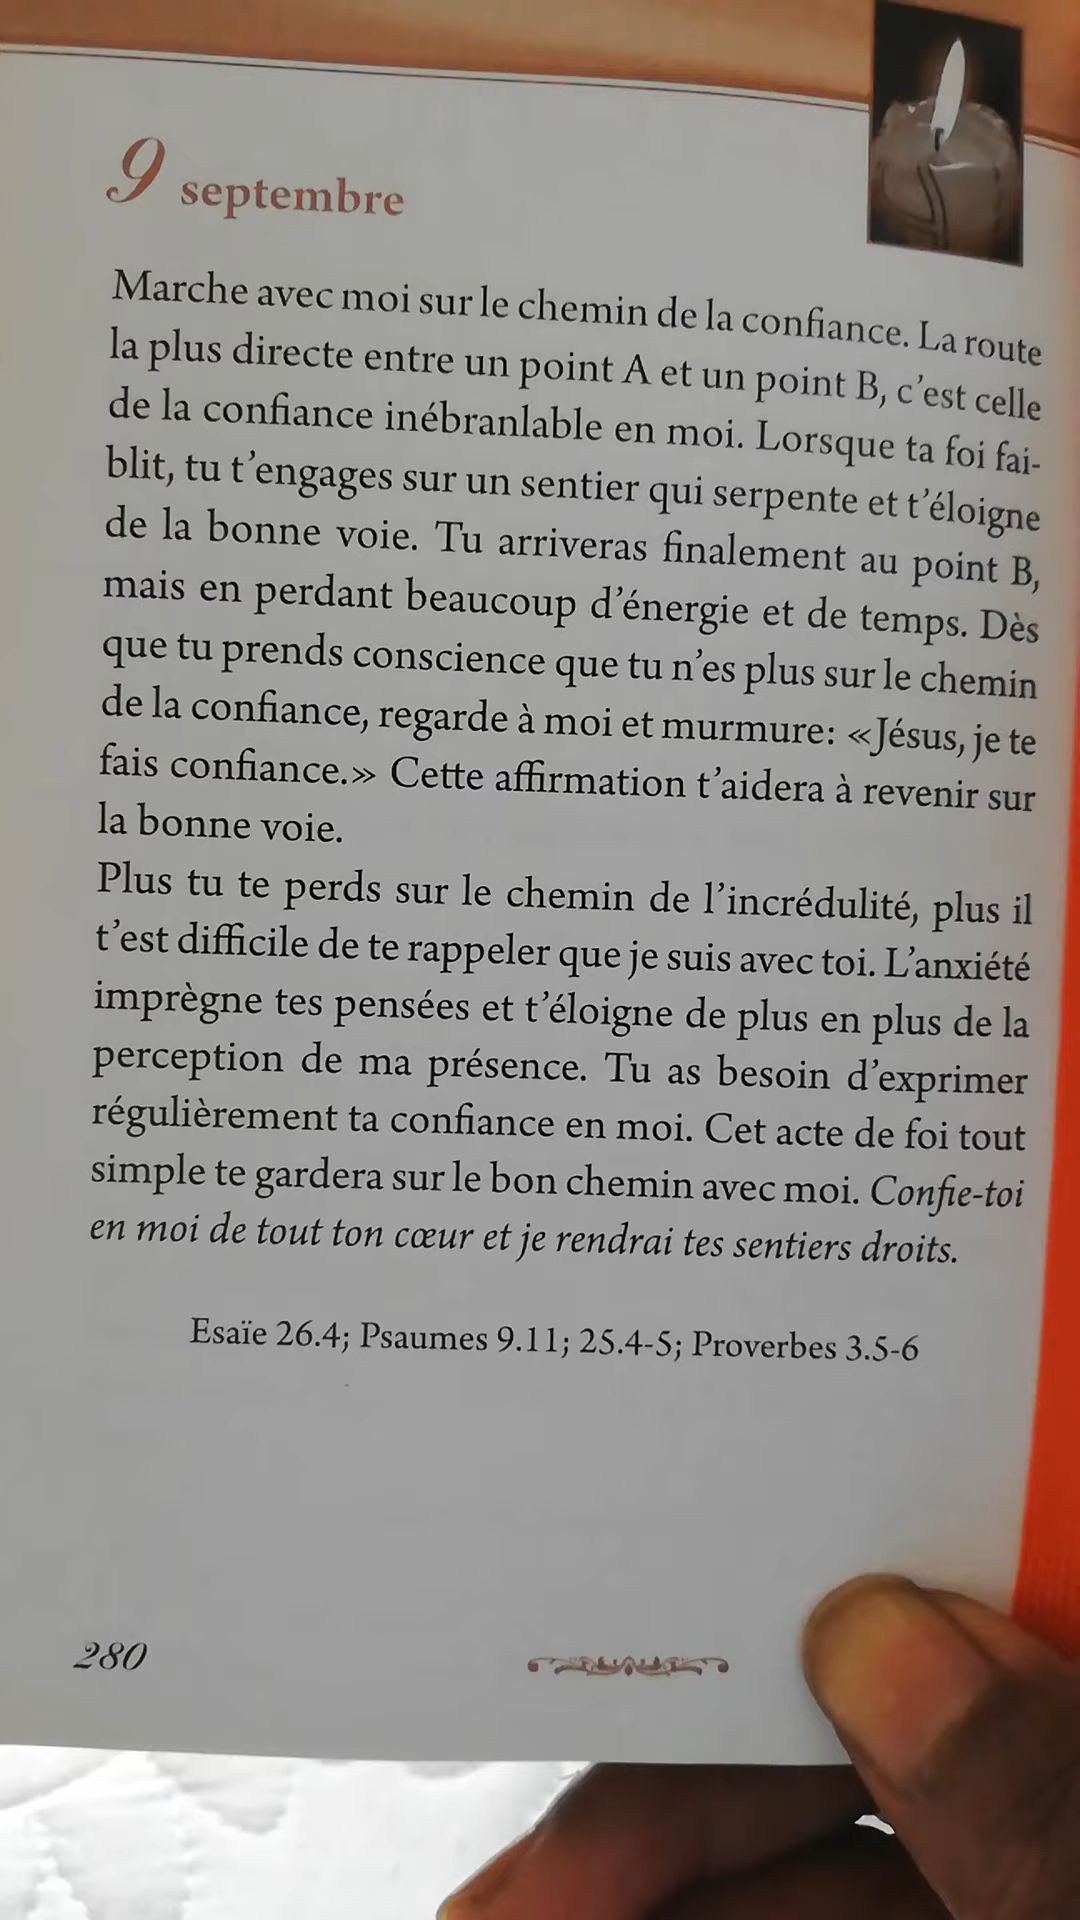 9 septembre
Marche avec moi sur le chemin de la confiance. La route
la plus directe entre un point A et un point B, c'est celle
de la confiance inébranlable en moi. Lorsque ta foi fai-
blit, tu t'engages sur un sentier qui serpente et t'éloigne
de la bonne voie. Tu arriveras finalement au point B,
mais en perdant beaucoup d'énergie et de temps. Dès
que tu prends conscience que tu n'es plus sur le chemin
de la confiance, regarde à moi et murmure: «Jésus, je te
fais confiance.» Cette affirmation t'aidera à revenir sur
la bonne voie.
Plus tu te perds sur le chemin de l'incrédulité, plus il
t'est difficile de te rappeler que je suis avec toi. L'anxiété
imprègne tes pensées et t'éloigne de plus en plus de la
perception de ma présence. Tu as besoin d'exprimer
régulièrement ta confiance en moi. Cet acte de foi tout
simple te gardera sur le bon chemin avec moi. Confie-toi
en moi de tout ton cœur et je rendrai tes sentiers droits.
Esaïe 26.4; Psaumes 9.11; 25.4-5; Proverbes 3.5-6
280